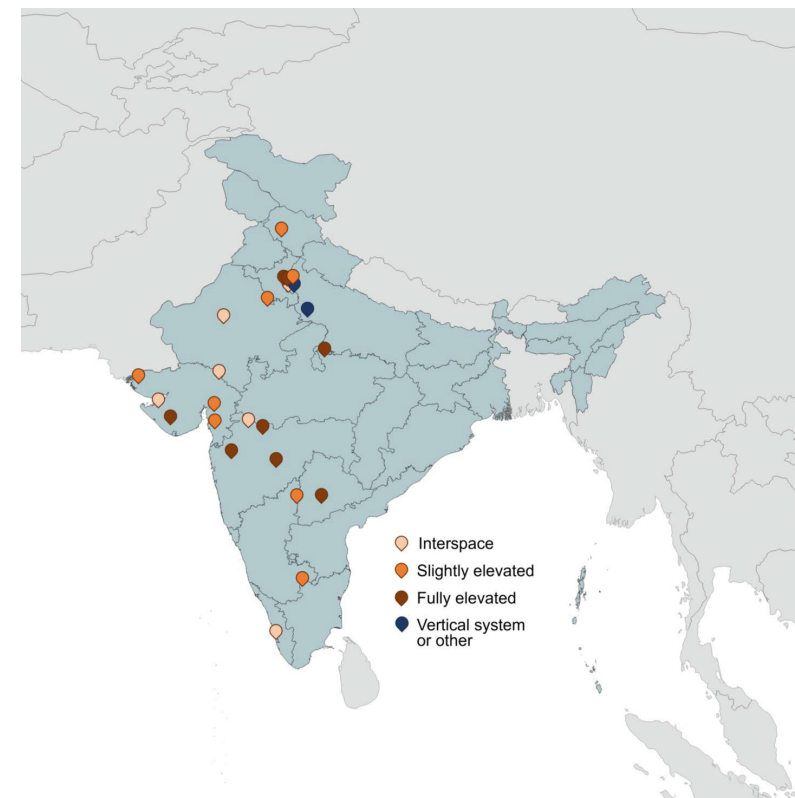 Interspace
Slightly elevated
Fully elevated
Vertical system
or other